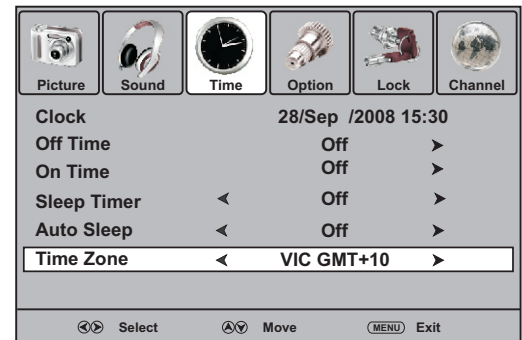 Picture Sound Time Option Lock Channel
Clock 28/Sep /2008 15:30
Off Time Off
On Time Off
Sleep Timer Off
Auto Sleep Off
Time Zone VIC GMT+10
Select Move MENU Exit